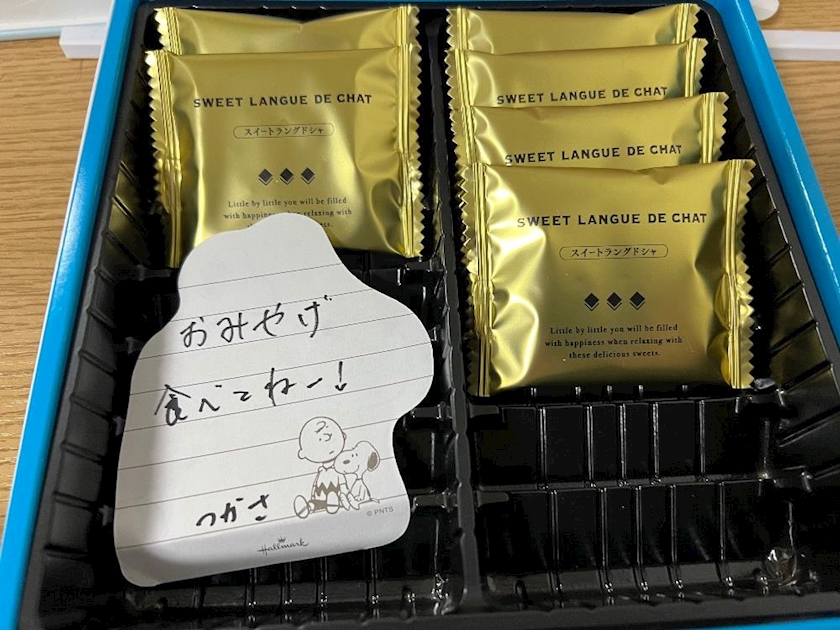 SWEET LANGUE DE CHAT
スイートラングドシャ
Little by little you will be filled
with happiness when relaxing with
sweets.
おみやげ
食べてねー!
つかさ
© PNTS
Hallmark
SWEET LANGUE DE CHAT
SWEET LANGUE DE CHAT
SWEET LANGUE DE CHAT
スイートラングドシャ
Little by little you will be filled
with happiness when relaxing with
these delicious sweets.